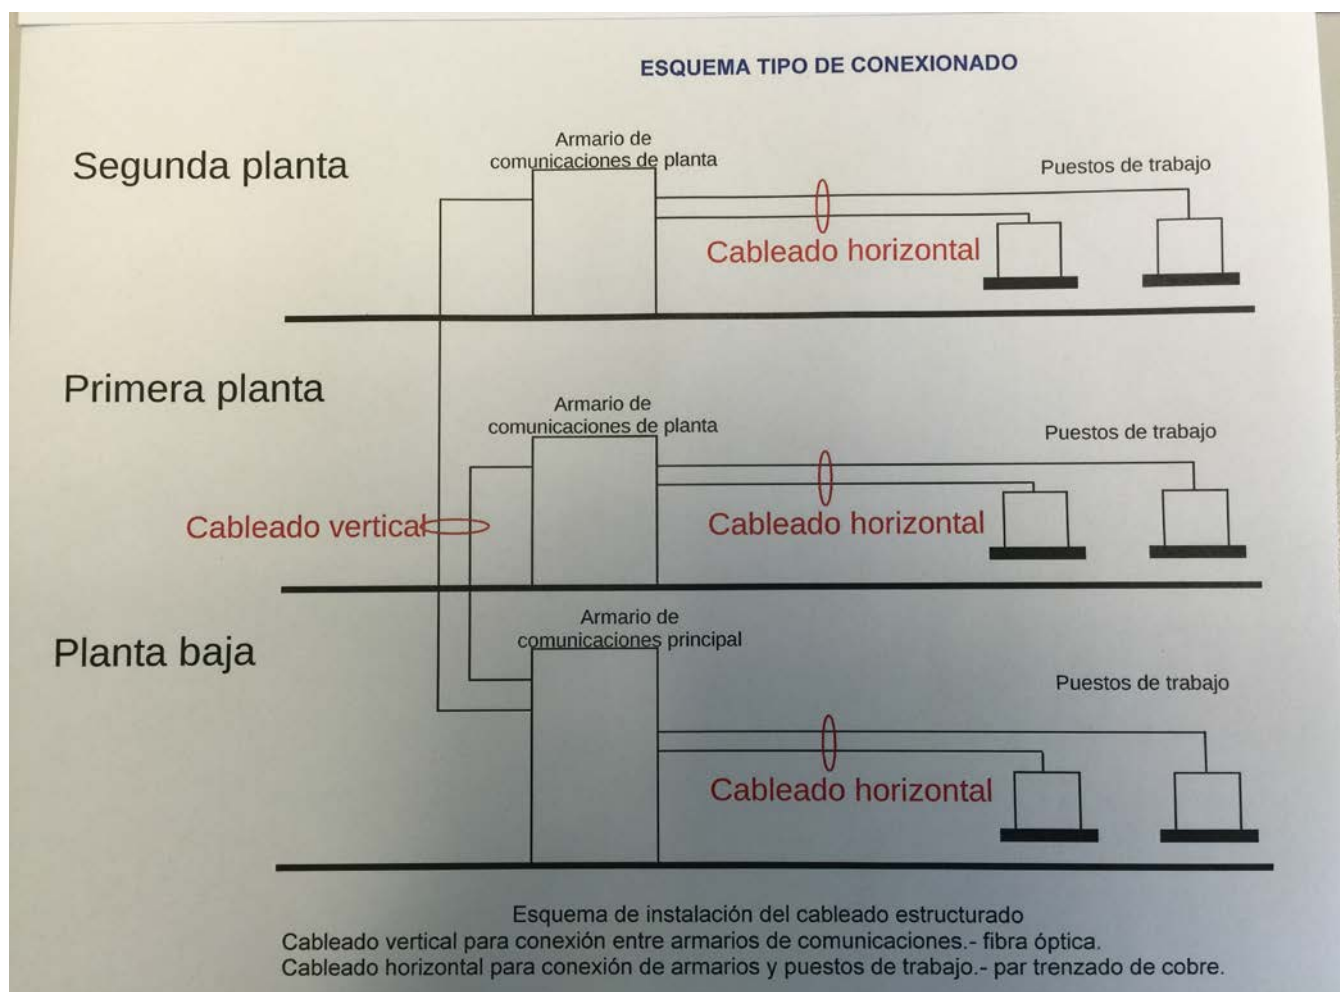 ESQUEMA TIPO DE CONEXIONADO
Segunda planta
Armario de
comunicaciones de planta
Puestos de trabajo
Cableado horizontal
Primera planta
Armario de
comunicaciones de planta
Puestos de trabajo
Cableado vertical
Cableado horizontal
Planta baja
Armario de
comunicaciones principal
Puestos de trabajo
Cableado horizontal
Esquema de instalación del cableado estructurado
Cableado vertical para conexión entre armarios de comunicaciones.- fibra óptica.
Cableado horizontal para conexión de armarios y puestos de trabajo.- par trenzado de cobre.